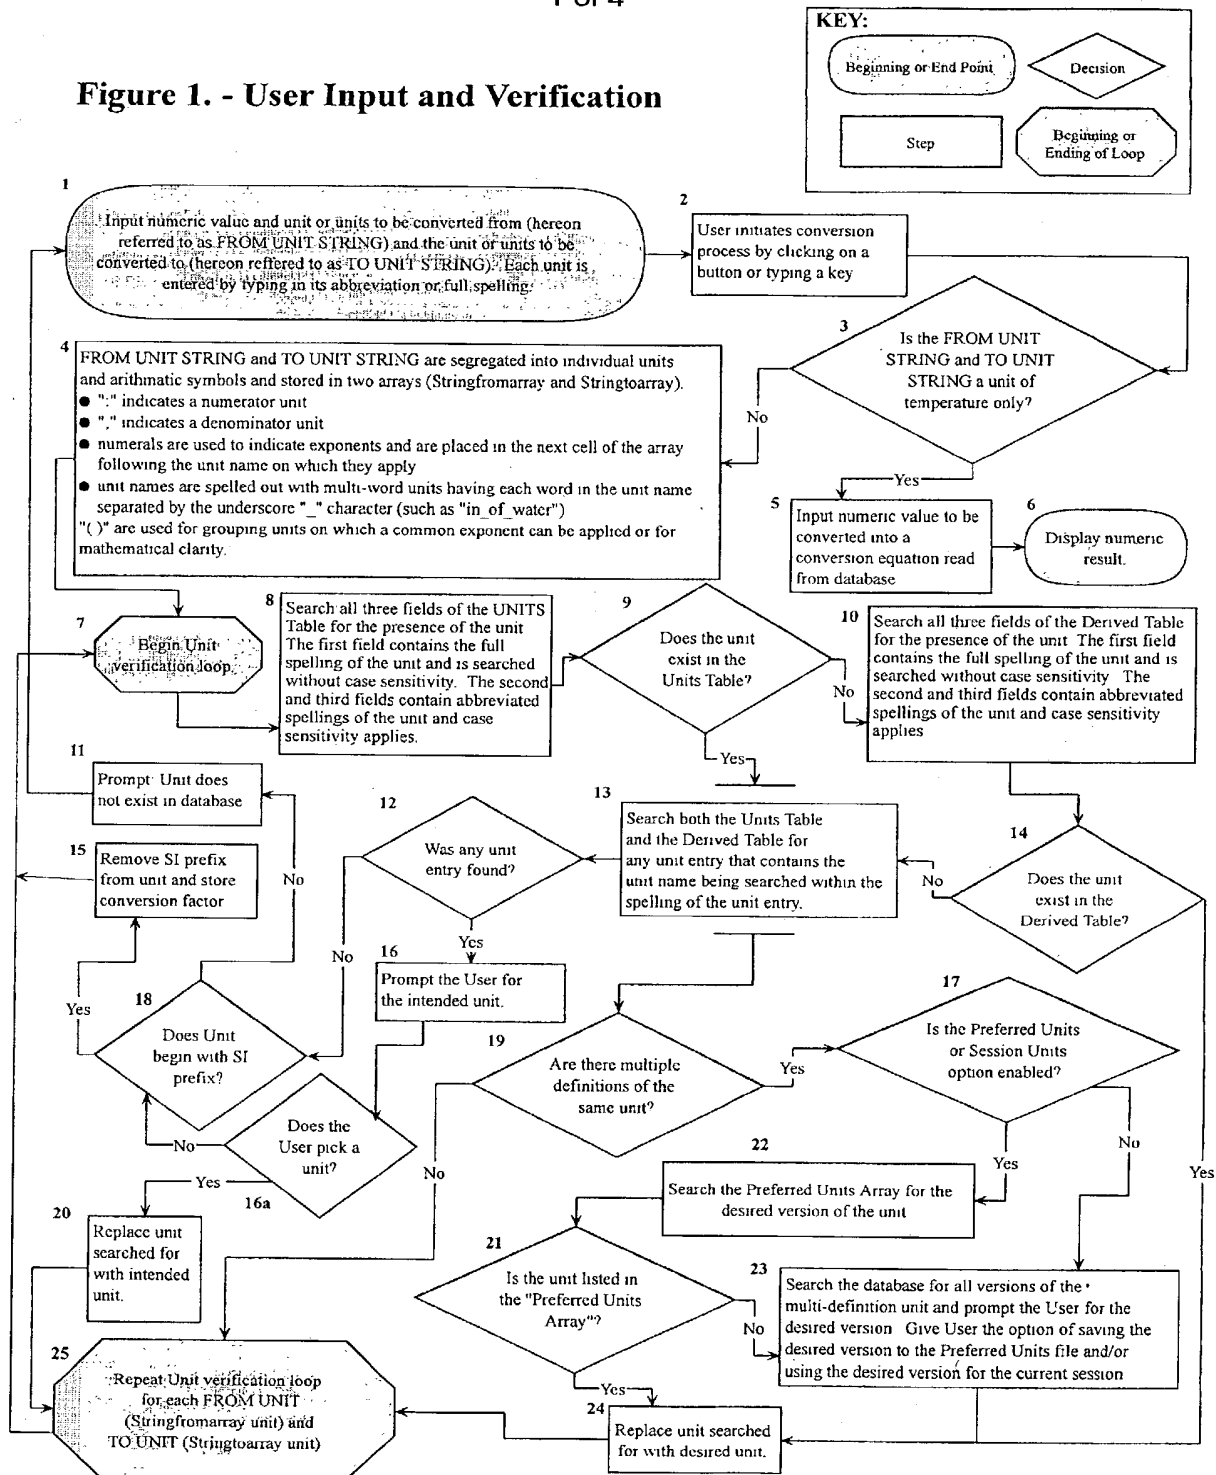 1 of 4
KEY:
Beginning or End Point
Decision
Step
Beginning or
Ending of Loop
Figure 1. - User Input and Verification
1
Input numeric value and unit or units to be converted from (hereon
referred to as FROM UNIT STRING) and the unit or units to be
converted to (hereon reffered to as TO UNIT STRING). Each unit is
entered by typing in its abbreviation or full spelling.
2
User initiates conversion
process by clicking on a
button or typing a key
3
Is the FROM UNIT
STRING and TO UNIT
STRING a unit of
temperature only?
No
Yes
4
FROM UNIT STRING and TO UNIT STRING are segregated into individual units
and arithmatic symbols and stored in two arrays (Stringfromarray and Stringtoarray).
● ":" indicates a numerator unit
● "," indicates a denominator unit
● numerals are used to indicate exponents and are placed in the next cell of the array
following the unit name on which they apply
● unit names are spelled out with multi-word units having each word in the unit name
separated by the underscore "_" character (such as "in_of_water")
"( )" are used for grouping units on which a common exponent can be applied or for
mathematical clarity.
5
Input numeric value to be
converted into a
conversion equation read
from database
6
Display numeric
result.
7
Begin Unit
verification loop.
8
Search all three fields of the UNITS
Table for the presence of the unit
The first field contains the full
spelling of the unit and is searched
without case sensitivity. The second
and third fields contain abbreviated
spellings of the unit and case
sensitivity applies.
9
Does the unit
exist in the
Units Table?
No
Yes
10
Search all three fields of the Derived Table
for the presence of the unit The first field
contains the full spelling of the unit and is
searched without case sensitivity The
second and third fields contain abbreviated
spellings of the unit and case sensitivity
applies
11
Prompt Unit does
not exist in database
12
Was any unit
entry found?
13
Search both the Units Table
and the Derived Table for
any unit entry that contains the
unit name being searched within the
spelling of the unit entry.
14
Does the unit
exist in the
Derived Table?
No
15
Remove SI prefix
from unit and store
conversion factor
No
Yes
No
16
Prompt the User for
the intended unit.
17
Is the Preferred Units
or Session Units
option enabled?
18
Does Unit
begin with SI
prefix?
Yes
19
Are there multiple
definitions of the
same unit?
Yes
Does the
User pick a
unit?
No
Yes
16a
No
Yes
No
Yes
20
Replace unit
searched for
with intended
unit.
22
Search the Preferred Units Array for the
desired version of the unit
21
Is the unit listed in
the "Preferred Units
Array"?
No
Yes
23
Search the database for all versions of the
multi-definition unit and prompt the User for the
desired version Give User the option of saving the
desired version to the Preferred Units file and/or
using the desired version for the current session
24
Replace unit searched
for with desired unit.
25
Repeat Unit verification loop
for each FROM UNIT
(Stringfromarray unit) and
TO UNIT (Stringtoarray unit)